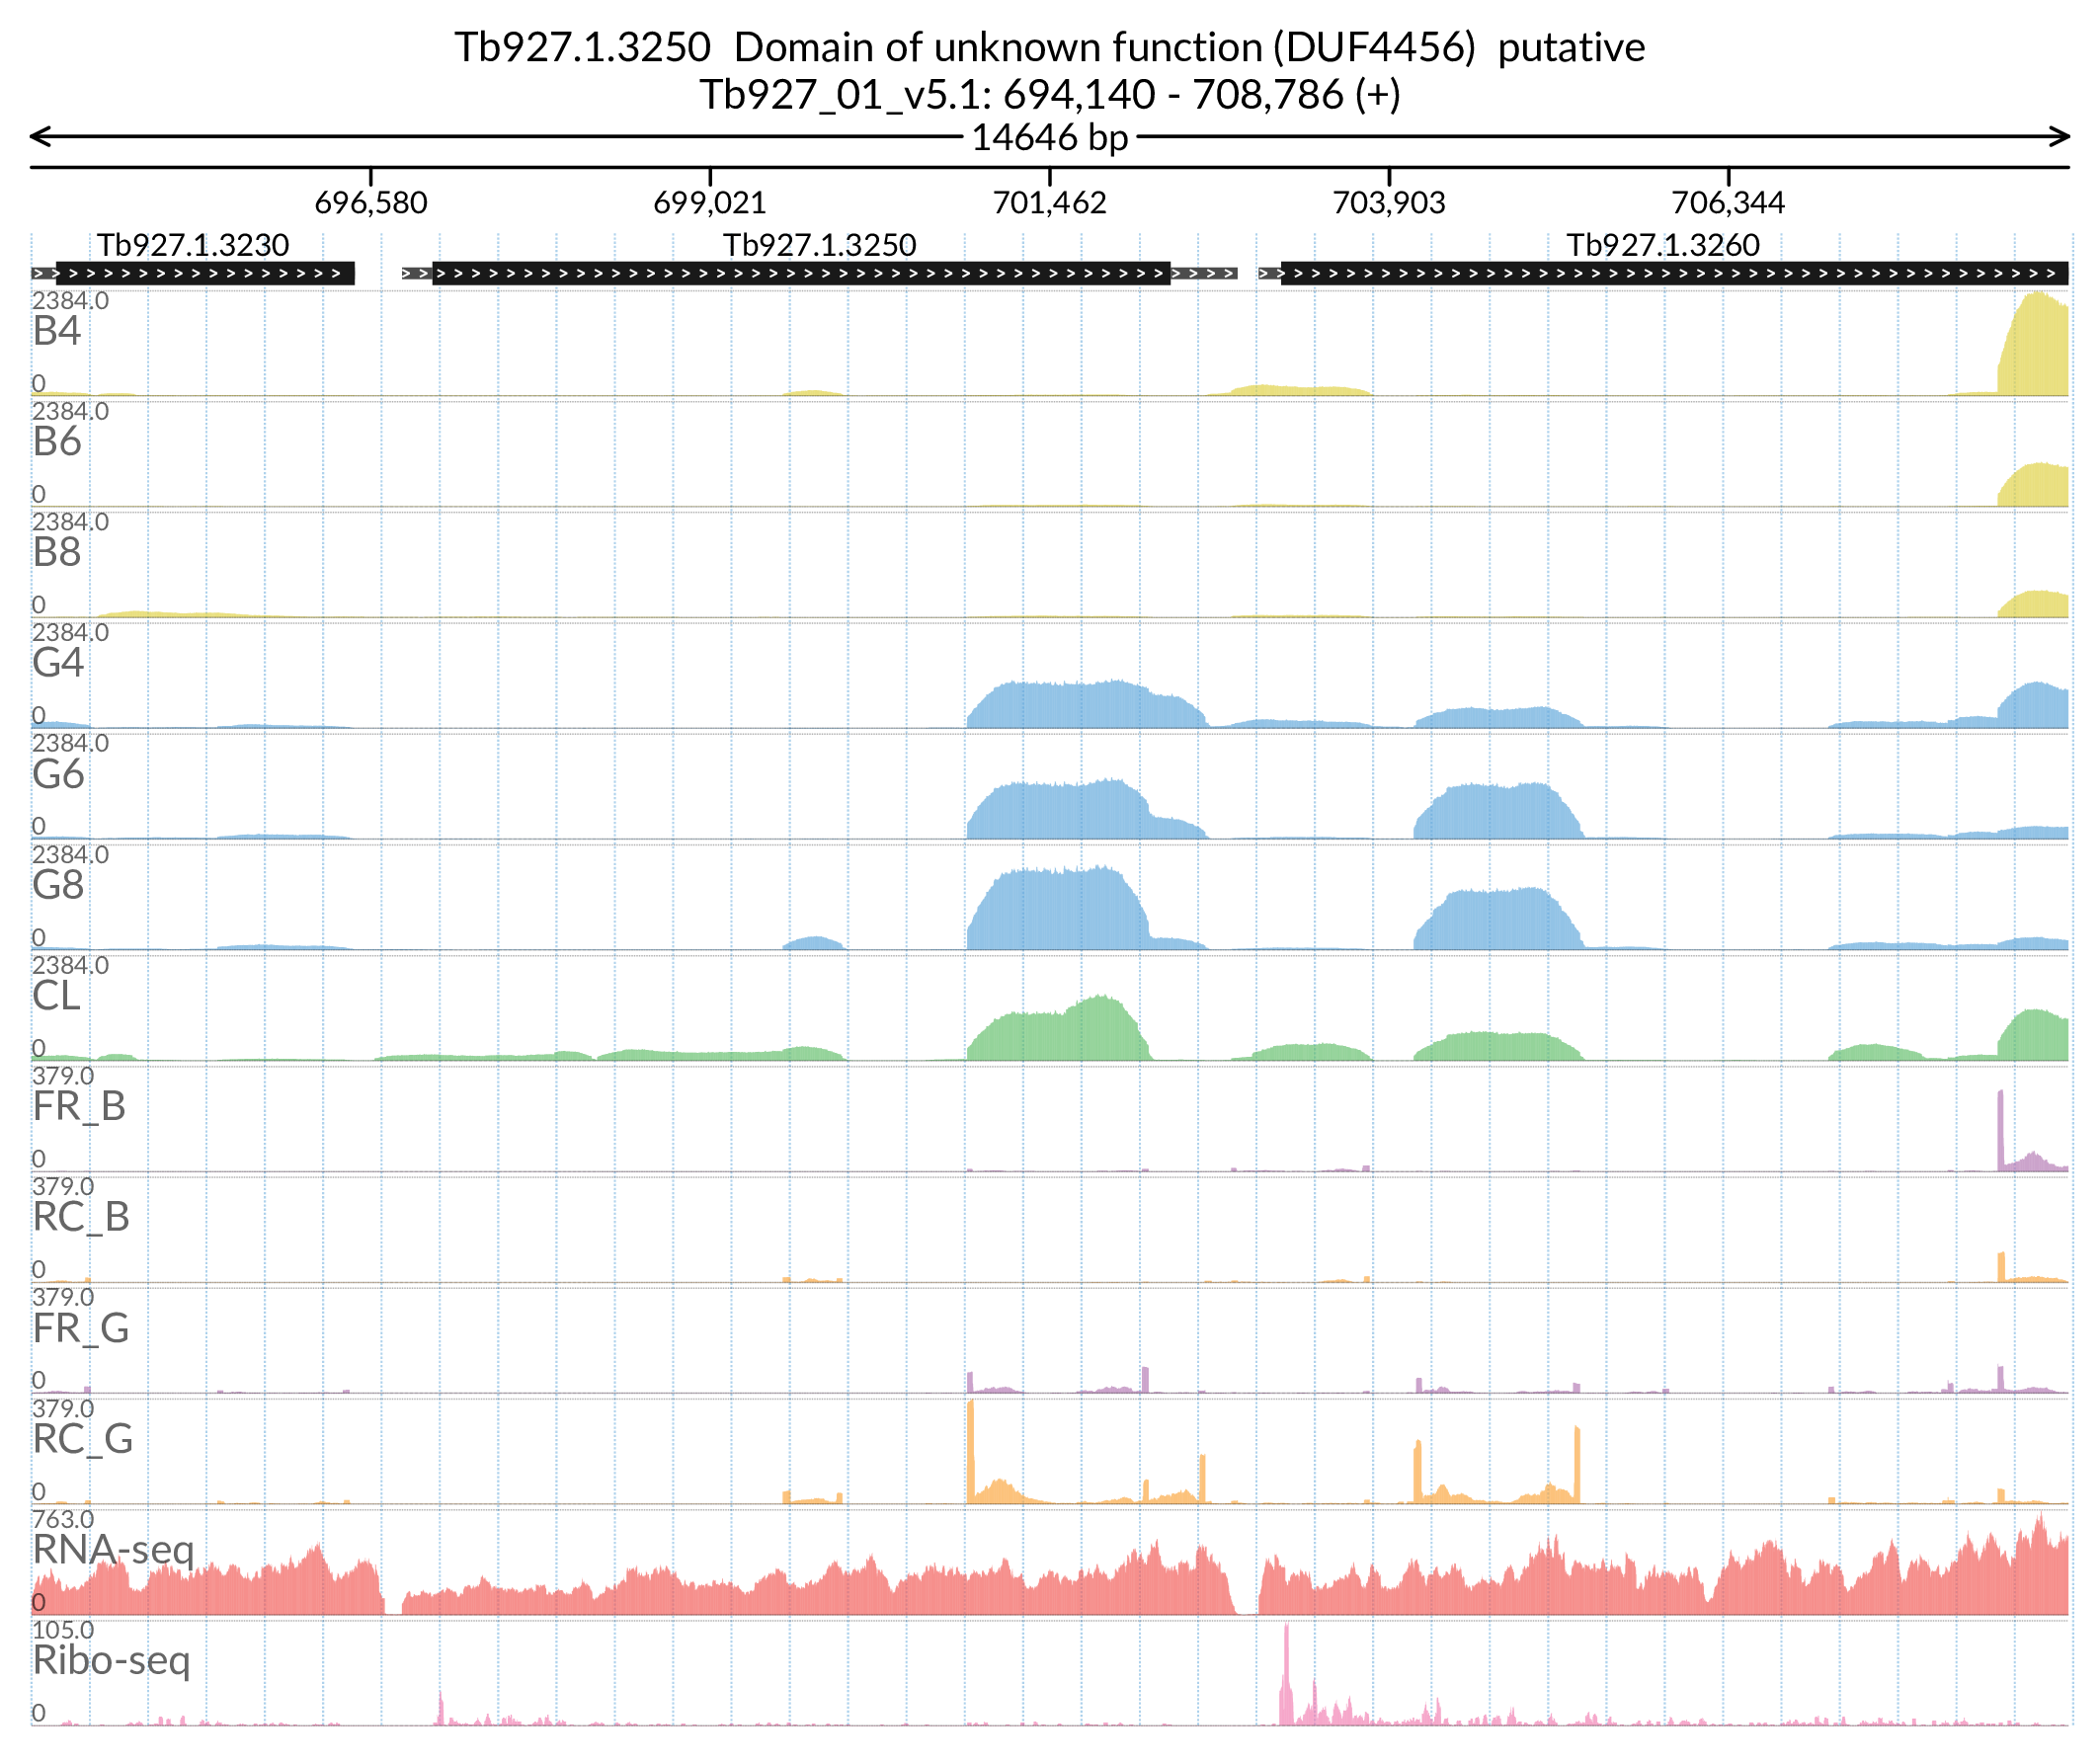 Tb927.1.3250  Domain of unknown function (DUF4456)  putative
Tb927_01_v5.1: 694,140 - 708,786 (+)
14646 bp
696,580 699,021 701,462 703,903 706,344
Tb927.1.3230 Tb927.1.3250 Tb927.1.3260
2384.0
B4
0
2384.0
B6
0
2384.0
B8
0
2384.0
G4
0
2384.0
G6
0
2384.0
G8
0
2384.0
CL
0
379.0
FR_B
0
379.0
RC_B
0
379.0
FR_G
0
379.0
RC_G
0
763.0
RNA-seq
0
105.0
Ribo-seq
0